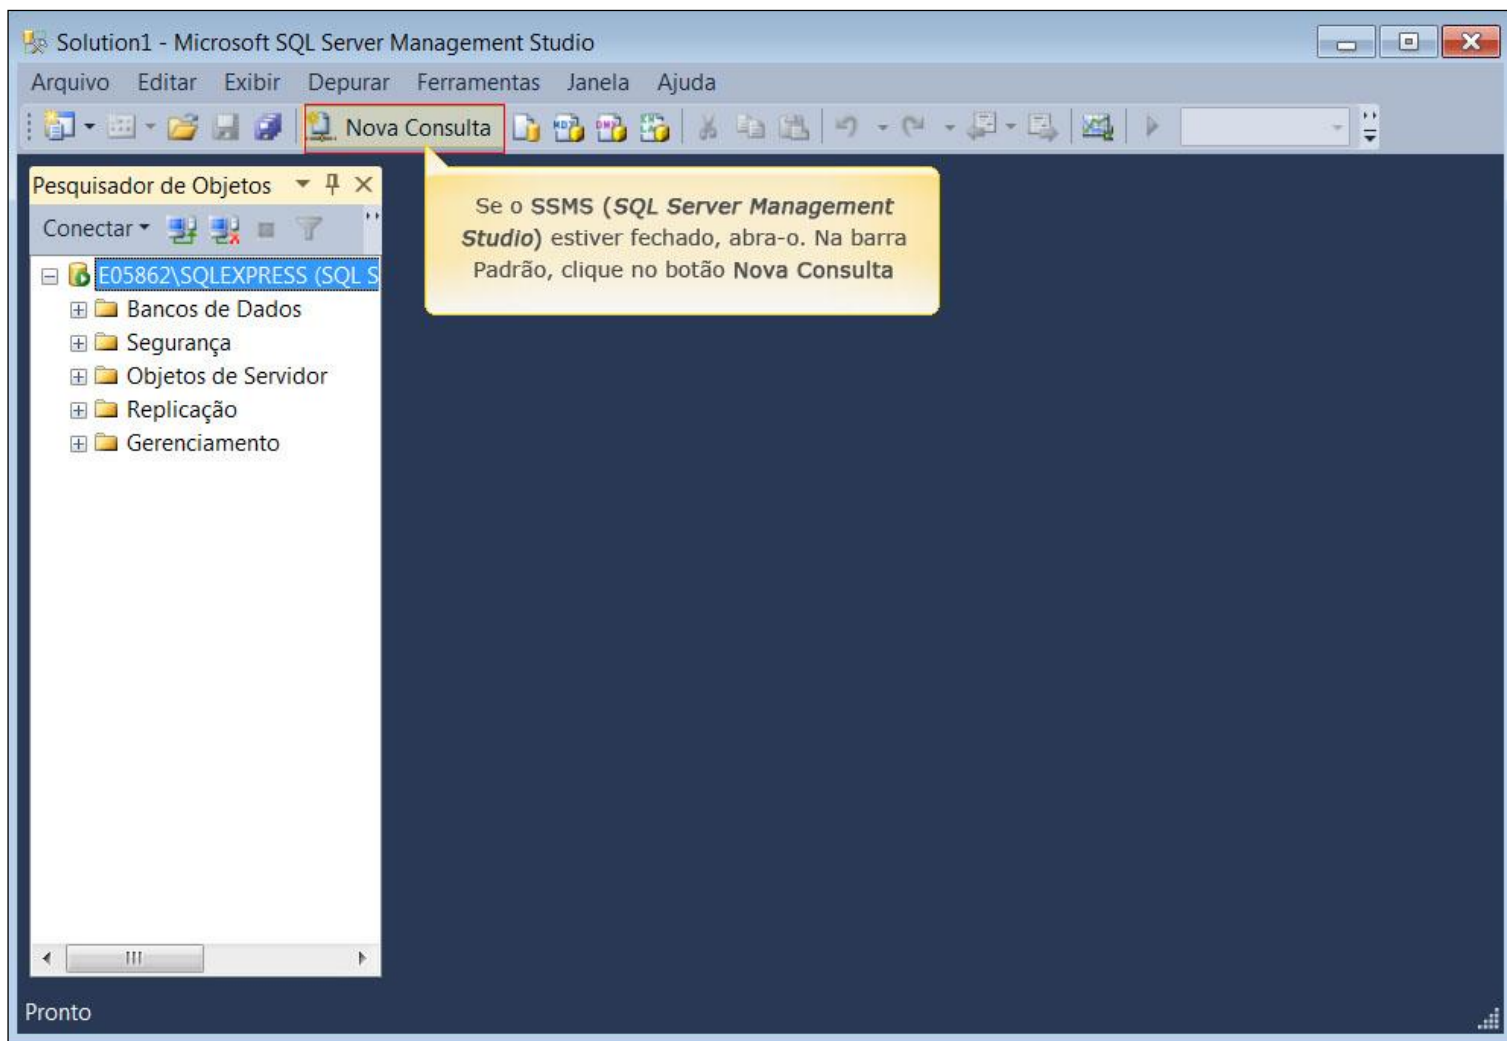 Solution1 - Microsoft SQL Server Management Studio
Arquivo Editar Exibir Depurar Ferramentas Janela Ajuda
Nova Consulta
Pesquisador de Objetos
Conectar
E05862\SQLEXPRESS (SQL S
Bancos de Dados
Segurança
Objetos de Servidor
Replicação
Gerenciamento
Se o SSMS (SQL Server Management
Studio) estiver fechado, abra-o. Na barra
Padrão, clique no botão Nova Consulta
Pronto